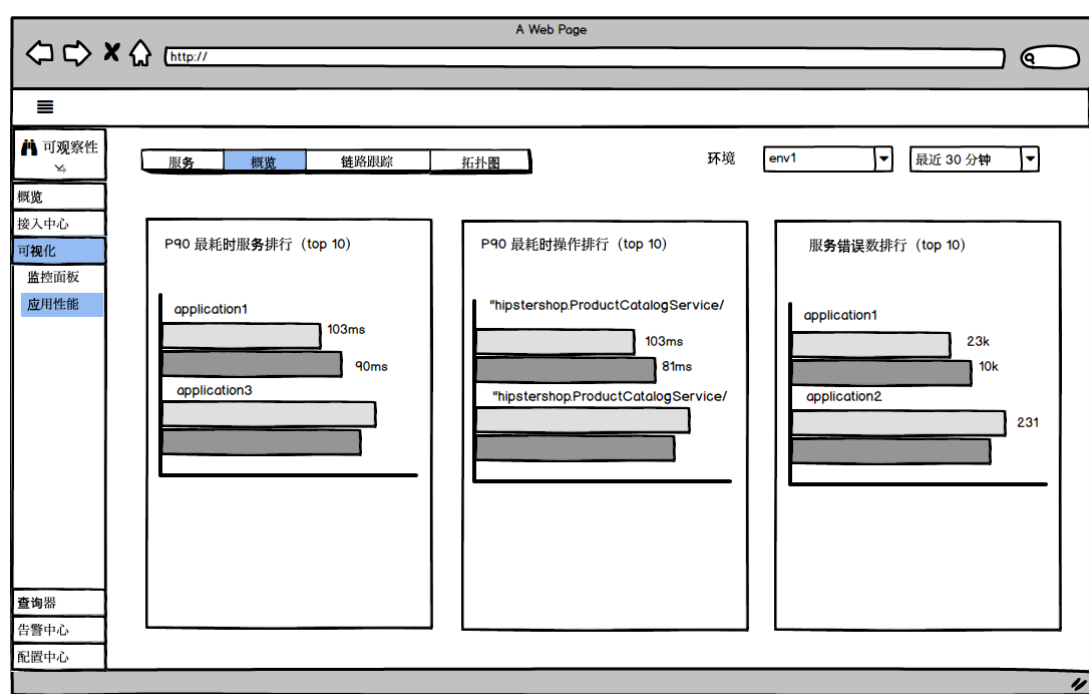 A Web Page
http://
可观察性
概览
接入中心
可视化
监控面板
应用性能
查询器
告警中心
配置中心
服务 概览 链路跟踪 拓扑图
环境 env1 最近 30 分钟
P90 最耗时服务排行（top 10）
application1
103ms
90ms
application3
P90 最耗时操作排行（top 10）
"hipstershop.ProductCatalogService/
103ms
81ms
"hipstershop.ProductCatalogService/
服务错误数排行（top 10）
application1
23k
10k
application2
231